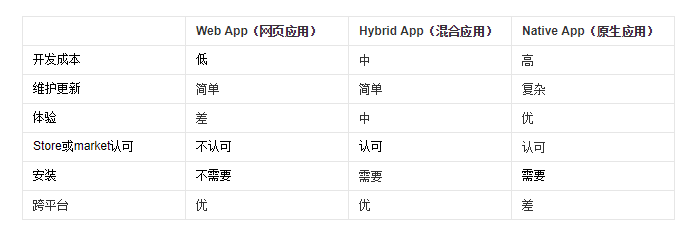 Web App（网页应用） Hybrid App（混合应用） Native App（原生应用）
开发成本 低 中 高
维护更新 简单 简单 复杂
体验 差 中 优
Store或market认可 不认可 认可 认可
安装 不需要 需要 需要
跨平台 优 优 差